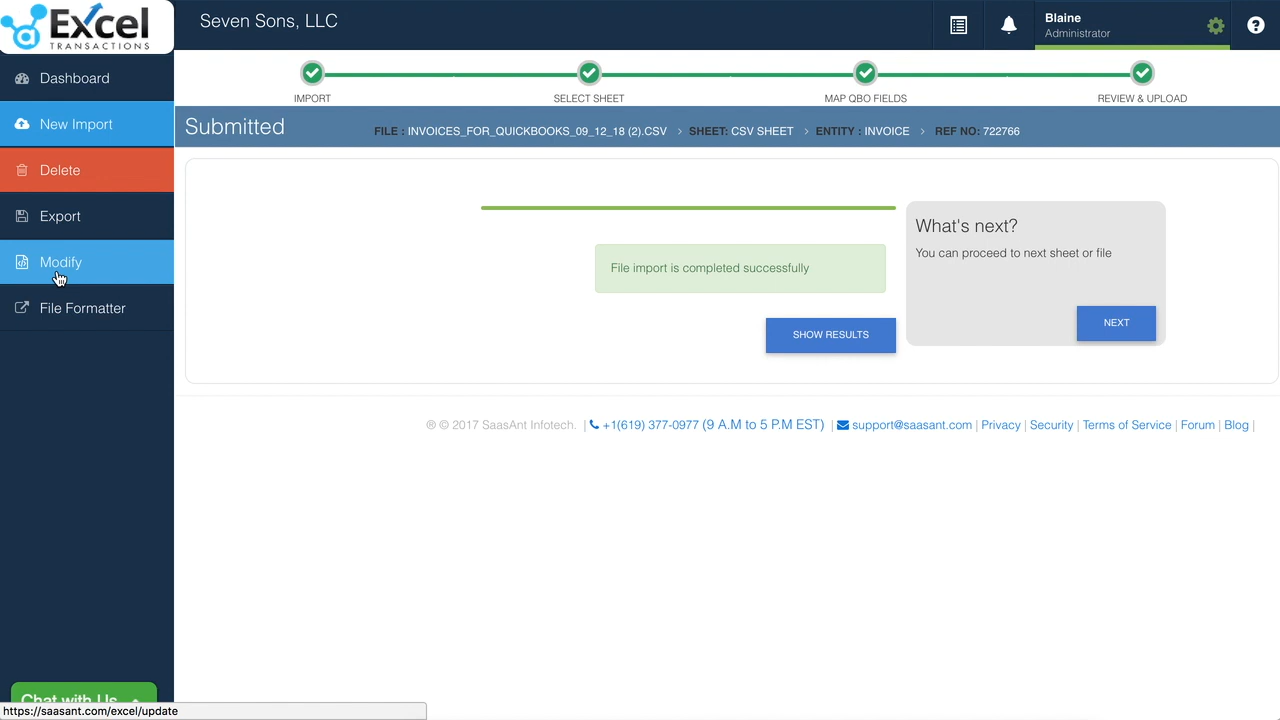 Excel
TRANSACTIONS
Seven Sons, LLC
Blaine
Administrator
Dashboard
New Import
Delete
Export
Modify
File Formatter
IMPORT
SELECT SHEET
MAP QBO FIELDS
REVIEW & UPLOAD
Submitted
FILE : INVOICES_FOR_QUICKBOOKS_09_12_18 (2).CSV > SHEET: CSV SHEET > ENTITY : INVOICE > REF NO: 722766
File import is completed successfully
SHOW RESULTS
What's next?
You can proceed to next sheet or file
NEXT
® © 2017 SaasAnt Infotech. | +1(619) 377-0977 (9 A.M to 5 P.M EST) | support@saasant.com | Privacy | Security | Terms of Service | Forum | Blog |
Chat with Us
https://saasant.com/excel/update